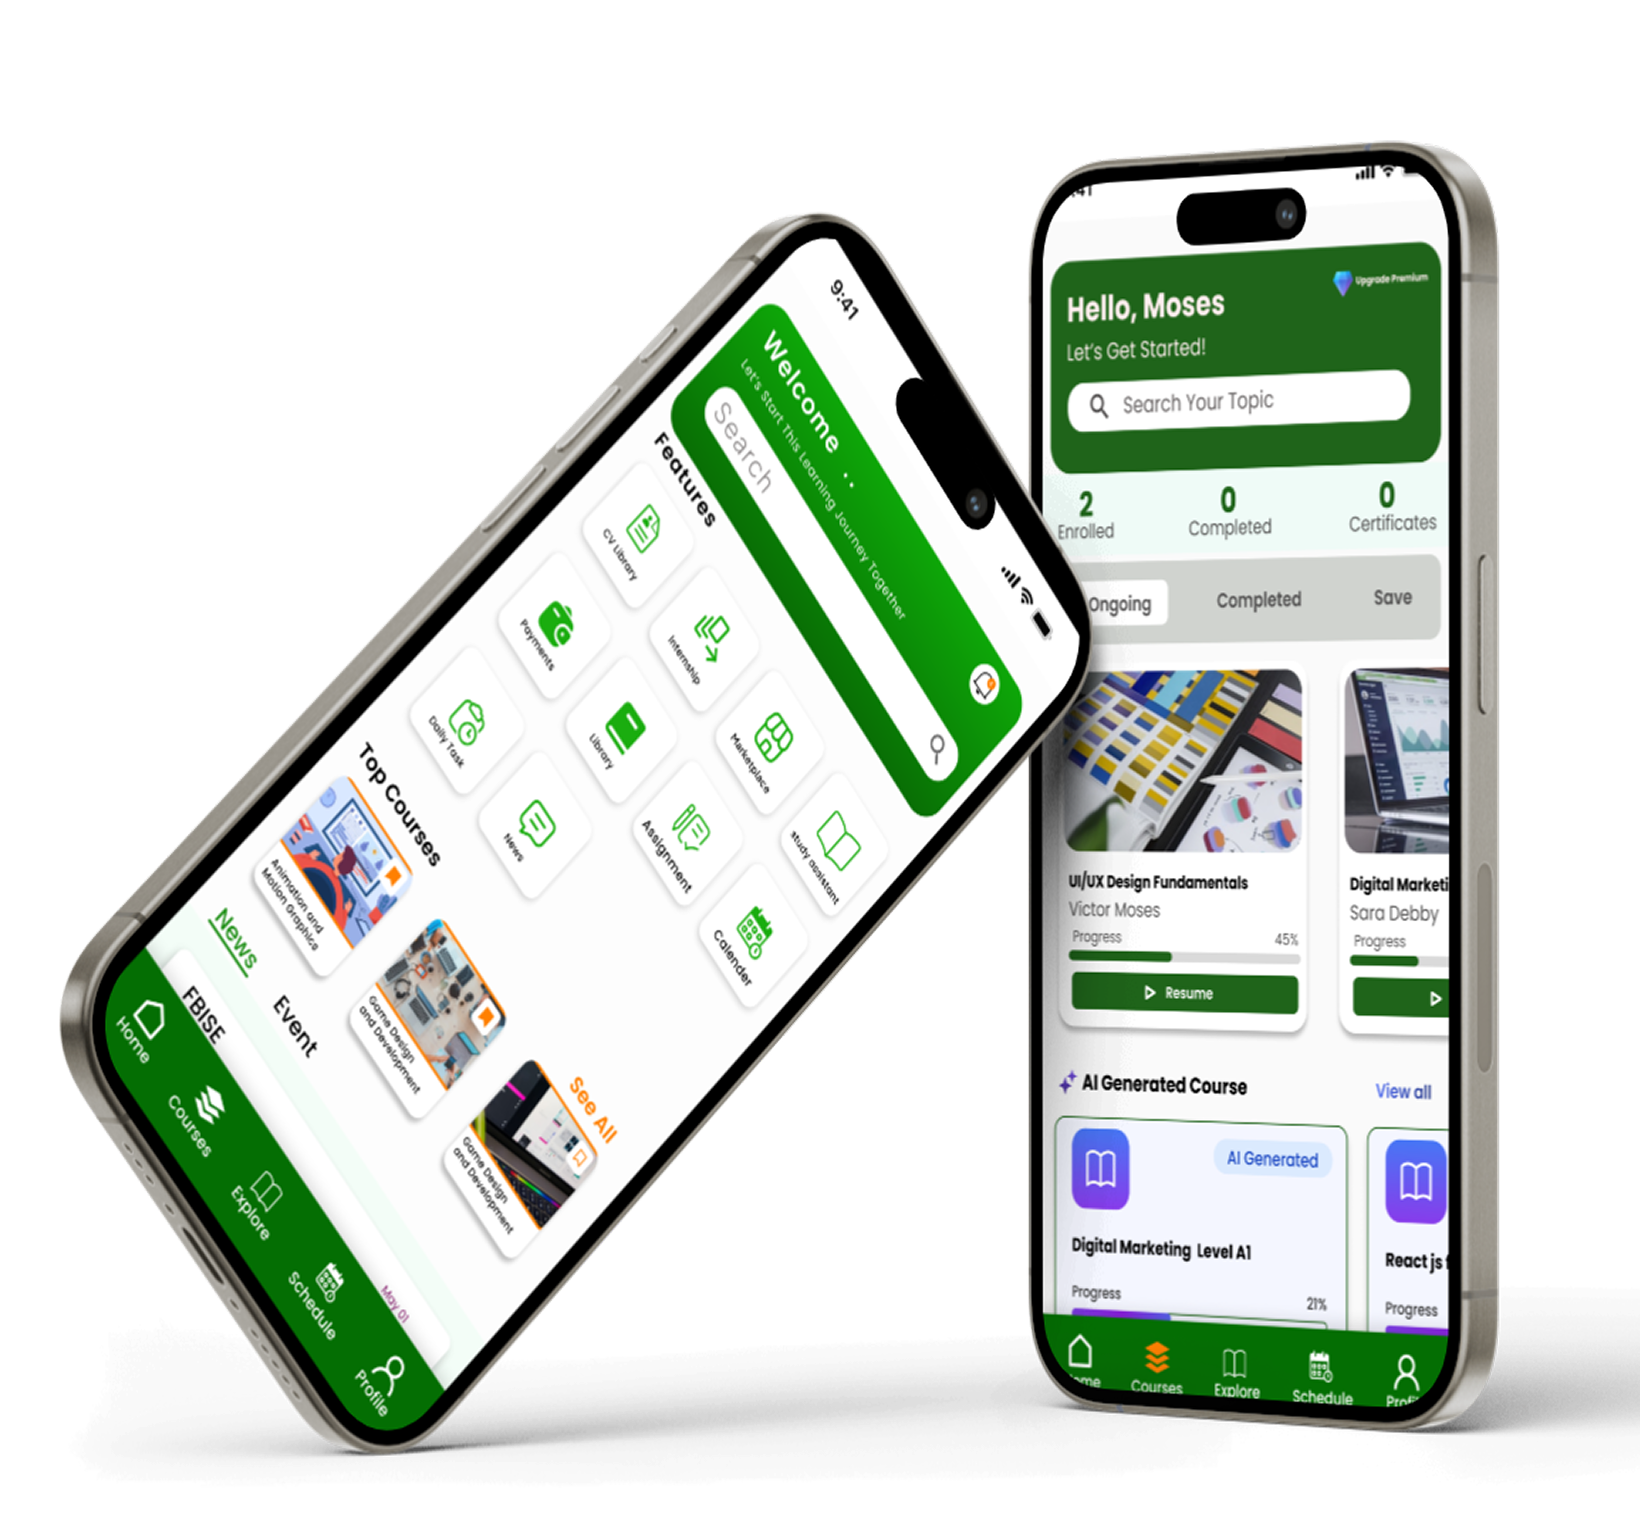 9:41
Welcome ..
Let's Start This Learning Journey Together
Search
Features
CV Library
Internship
Marketplace
study assistant
Payments
Library
Assignment
Calender
Daily Task
News
Top Courses
See All
Animation and
Motion Graphics
Game Design
and Development
Game Design
and Development
News
Event
FBISE
May 01
Home
Courses
Explore
Schedule
Profile
:41
Upgrade Premium
Hello, Moses
Let's Get Started!
Search Your Topic
2
0
0
Enrolled
Completed
Certificates
Ongoing
Completed
Save
UI/UX Design Fundamentals
Victor Moses
Progress
45%
Resume
Digital Marketi
Sara Debby
Progress
AI Generated Course
View all
AI Generated
Digital Marketing Level A1
Progress
21%
React js f
Progress
ome
Courses
Explore
Schedule
Profi